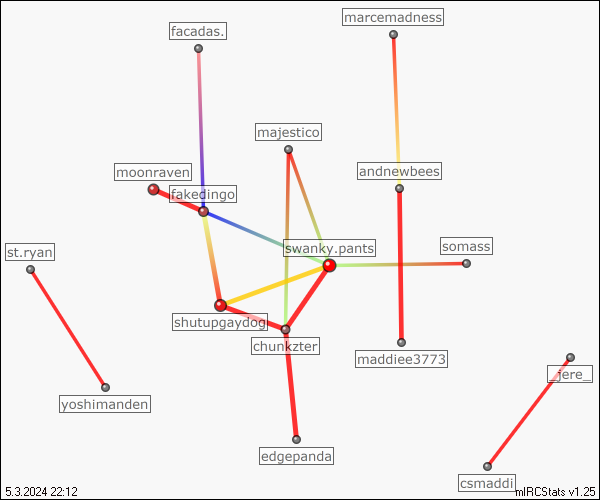 marcemadness
facadas.
majestico
moonraven
andnewbees
fakedingo
swanky.pants
somass
st.ryan
shutupgaydog
chunkzter
maddiee3773
_jere_
yoshimanden
edgepanda
csmaddi
5.3.2024 22:12
mIRCStats v1.25